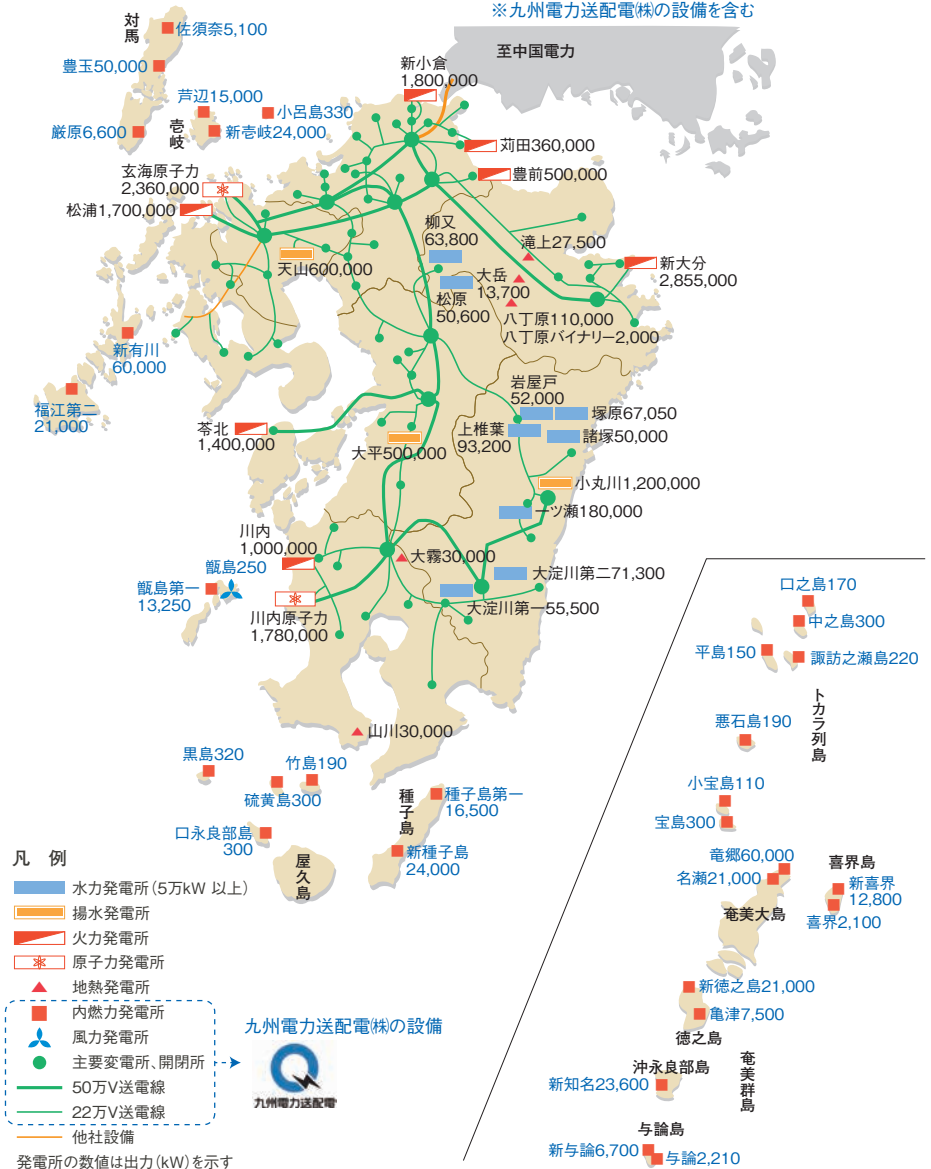 ※九州電力送配電㈱の設備を含む
至中国電力
対馬
佐須奈5,100
豊玉50,000
厳原6,600
芦辺15,000
壱岐
小呂島330
新壱岐24,000
新小倉
1,800,000
苅田360,000
豊前500,000
玄海原子力
2,360,000
松浦1,700,000
天山600,000
柳又
63,800
松原
50,600
滝上27,500
大岳
13,700
八丁原110,000
八丁原バイナリー2,000
新大分
2,855,000
新有川
60,000
福江第二
21,000
苓北
1,400,000
大平500,000
岩屋戸
52,000
塚原67,050
上椎葉
93,200
諸塚50,000
小丸川1,200,000
一ツ瀬180,000
川内
1,000,000
大霧30,000
甑島250
甑島第一
13,250
川内原子力
1,780,000
大淀川第二71,300
大淀川第一55,500
山川30,000
黒島320
竹島190
硫黄島300
口永良部島
300
屋久島
種子島
種子島第一
16,500
新種子島
24,000
口之島170
中之島300
平島150
諏訪之瀬島220
トカラ列島
悪石島190
小宝島110
宝島300
竜郷60,000
名瀬21,000
奄美大島
喜界島
新喜界
12,800
喜界2,100
新徳之島21,000
亀津7,500
徳之島
奄美群島
沖永良部島
新知名23,600
与論島
新与論6,700
与論2,210
凡 例
水力発電所(5万kW 以上)
揚水発電所
火力発電所
原子力発電所
地熱発電所
内燃力発電所
風力発電所
主要変電所、開閉所
50万V送電線
22万V送電線
他社設備
発電所の数値は出力(kW)を示す
九州電力送配電㈱の設備
九州電力送配電